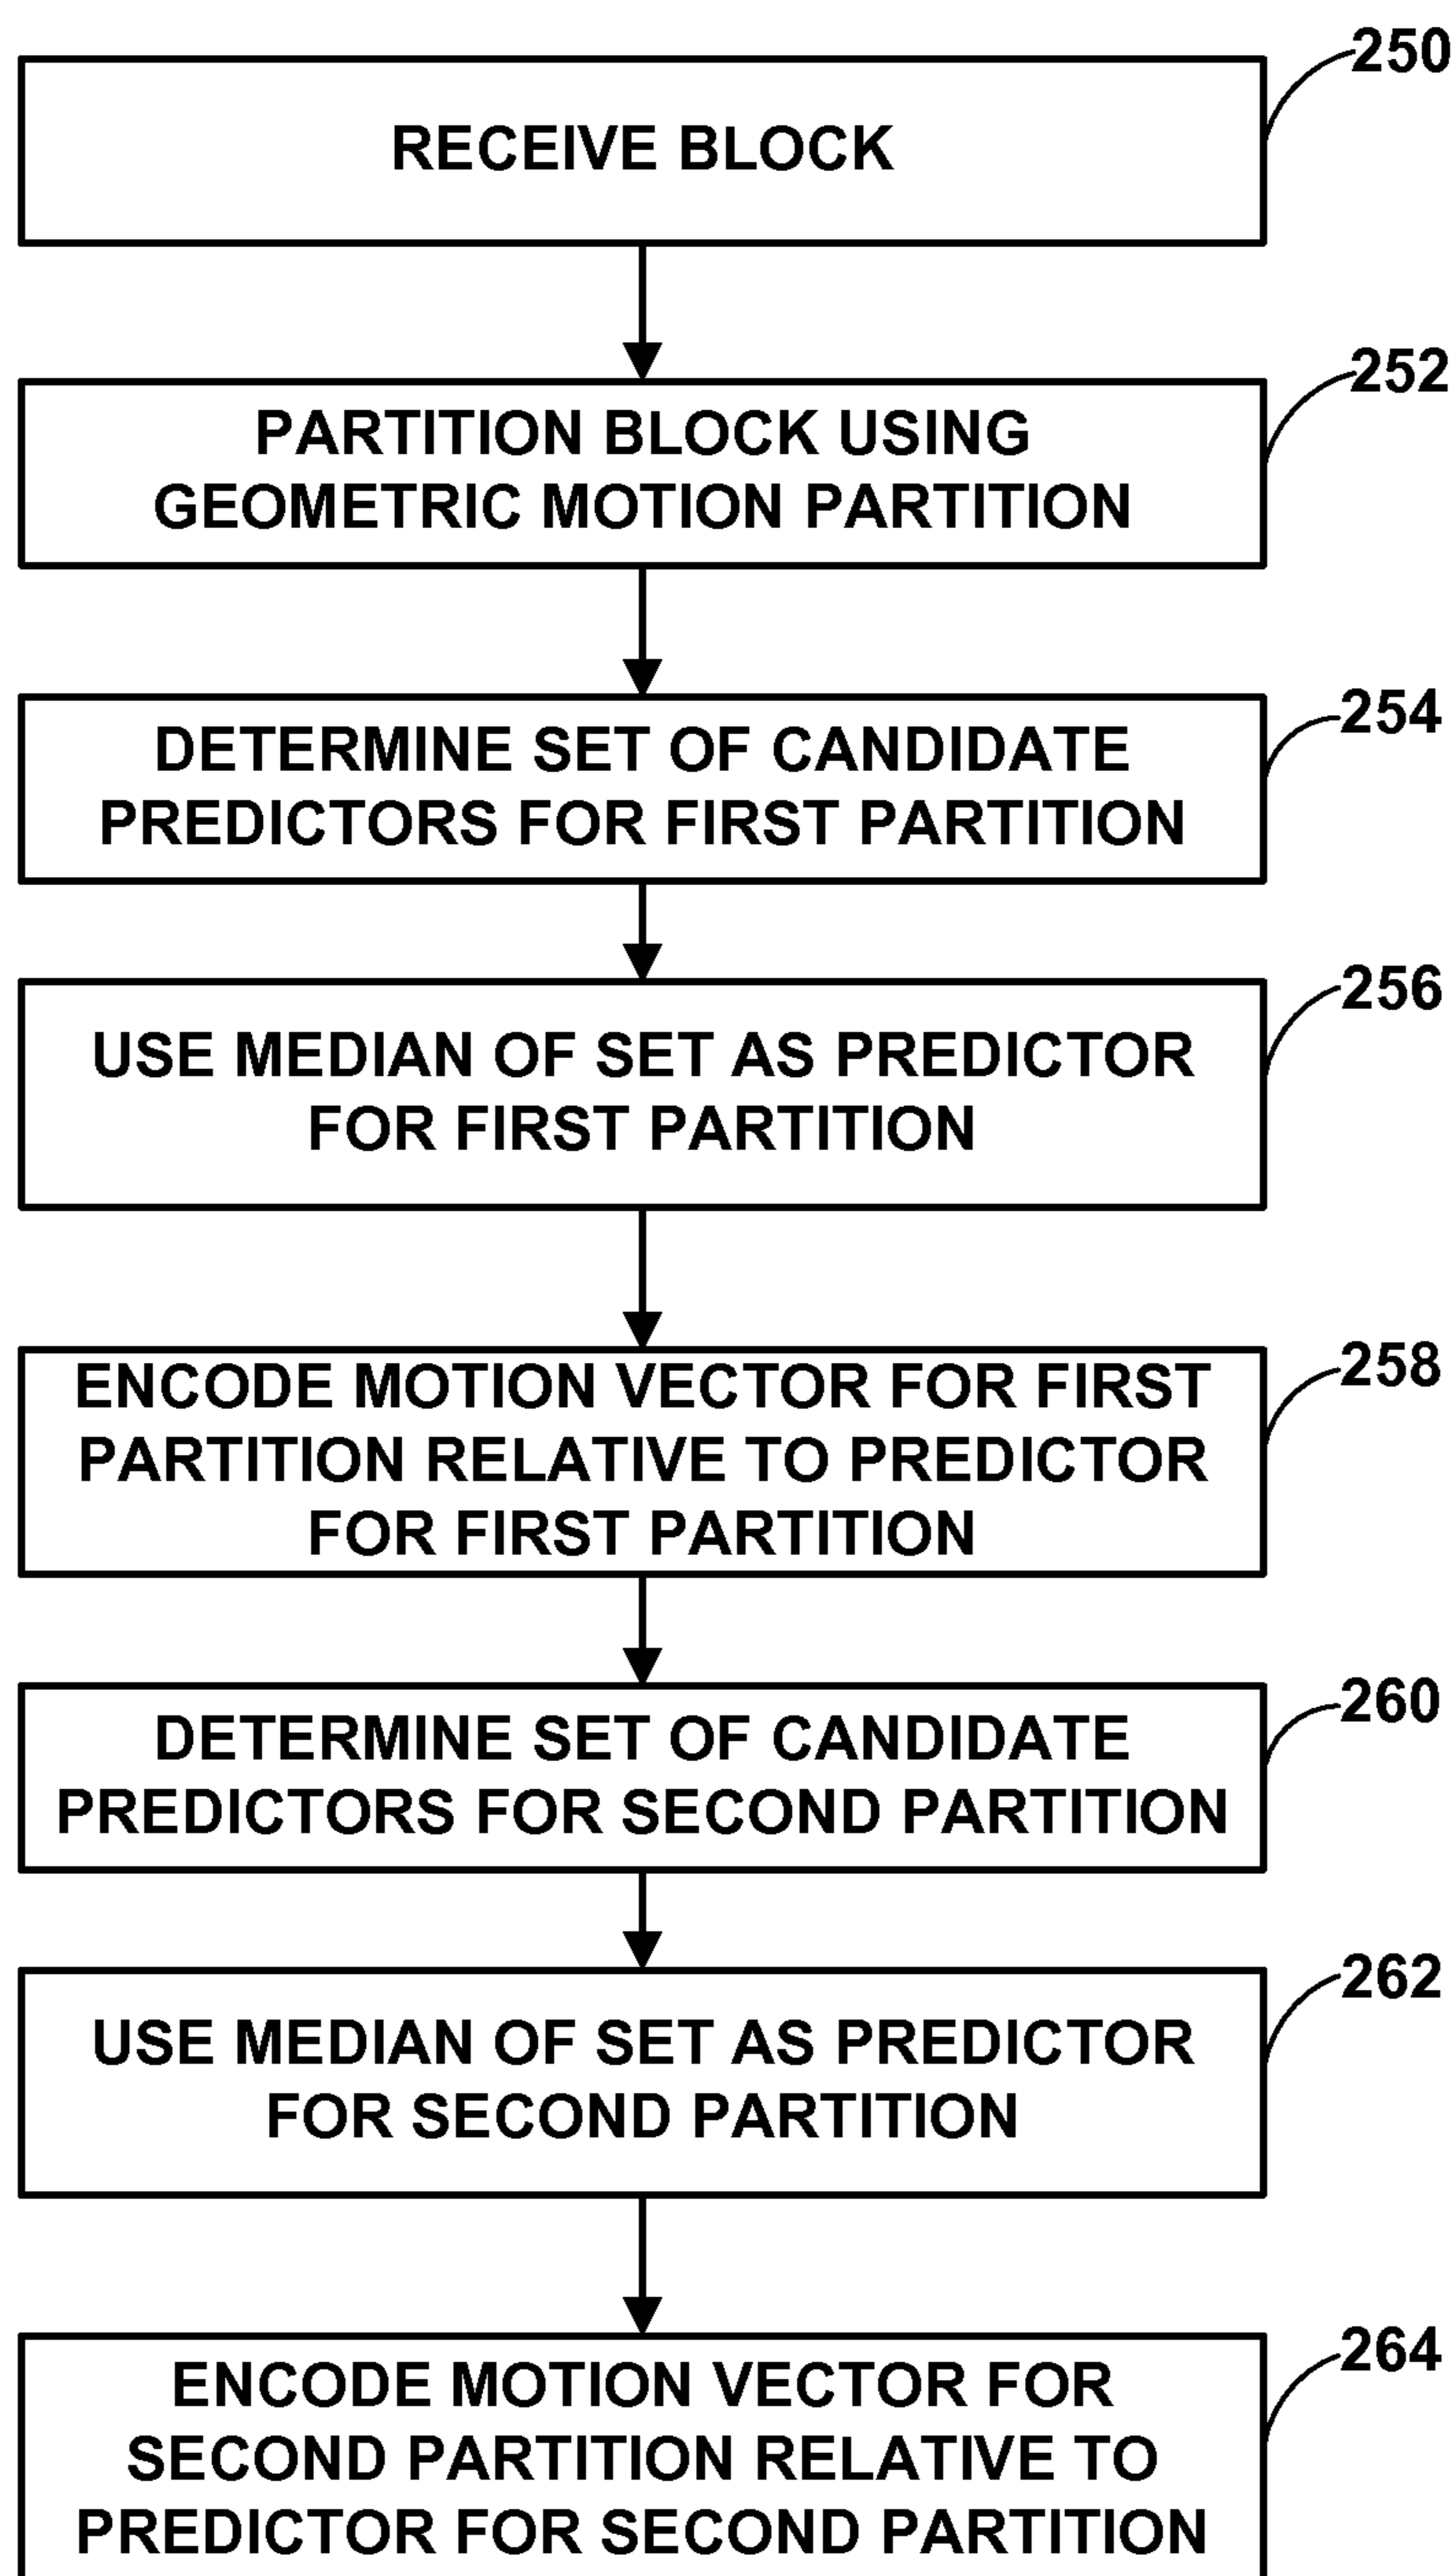 250
RECEIVE BLOCK
252
PARTITION BLOCK USING
GEOMETRIC MOTION PARTITION
254
DETERMINE SET OF CANDIDATE
PREDICTORS FOR FIRST PARTITION
256
USE MEDIAN OF SET AS PREDICTOR
FOR FIRST PARTITION
258
ENCODE MOTION VECTOR FOR FIRST
PARTITION RELATIVE TO PREDICTOR
FOR FIRST PARTITION
260
DETERMINE SET OF CANDIDATE
PREDICTORS FOR SECOND PARTITION
262
USE MEDIAN OF SET AS PREDICTOR
FOR SECOND PARTITION
264
ENCODE MOTION VECTOR FOR
SECOND PARTITION RELATIVE TO
PREDICTOR FOR SECOND PARTITION